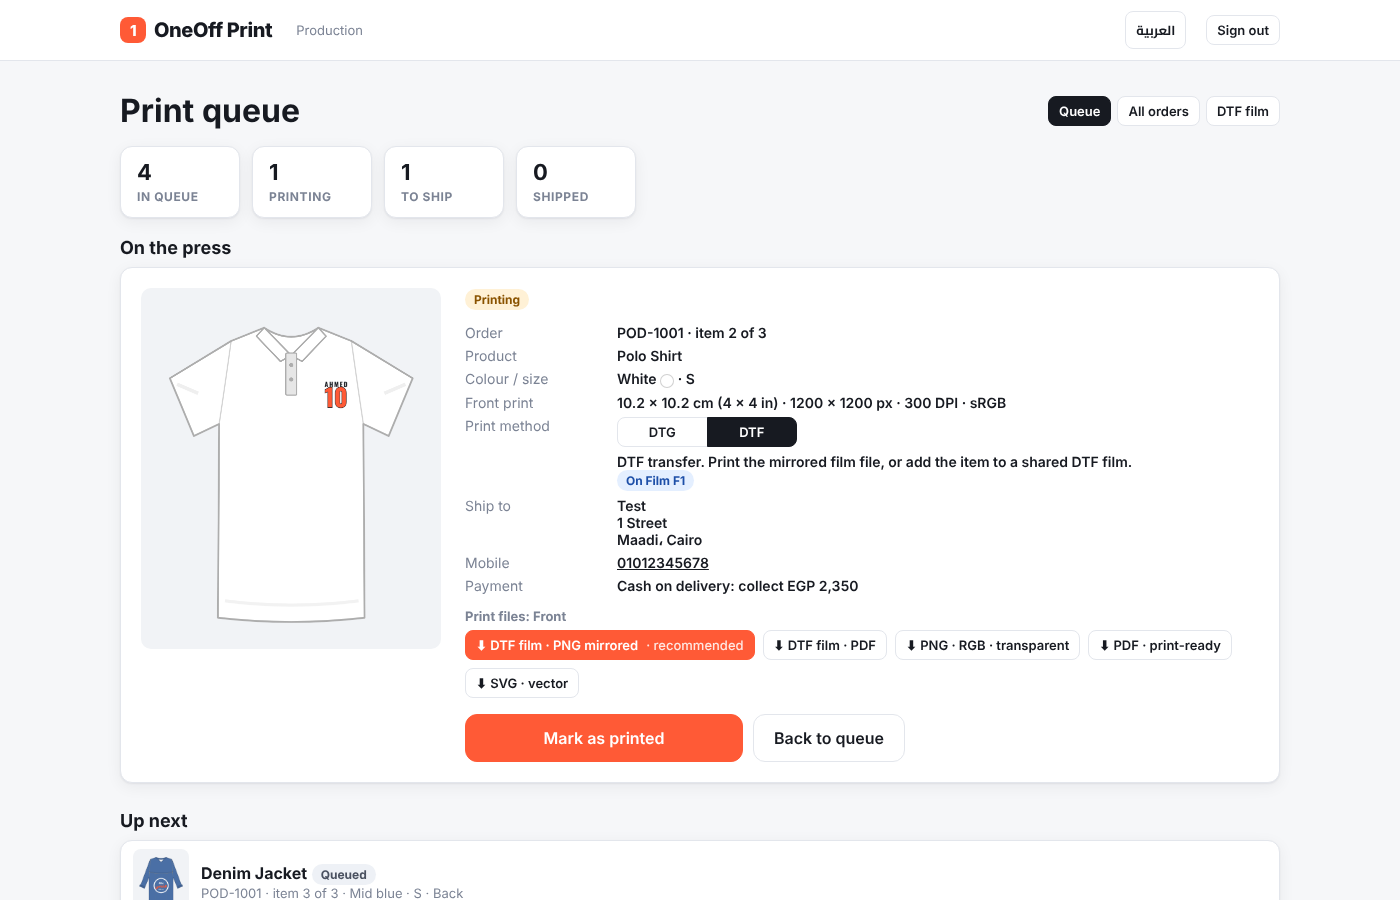 1 OneOff Print Production العربية Sign out
Print queue Queue All orders DTF film
4 1 1 0
IN QUEUE PRINTING TO SHIP SHIPPED
On the press
Printing
Order POD-1001 · item 2 of 3
Product Polo Shirt
Colour / size White · S
Front print 10.2 × 10.2 cm (4 × 4 in) · 1200 × 1200 px · 300 DPI · sRGB
Print method DTG DTF
DTF transfer. Print the mirrored film file, or add the item to a shared DTF film.
On Film F1
Ship to Test
1 Street
Maadi، Cairo
Mobile 01012345678
Payment Cash on delivery: collect EGP 2,350
Print files: Front
⬇ DTF film · PNG mirrored · recommended ⬇ DTF film · PDF ⬇ PNG · RGB · transparent ⬇ PDF · print-ready
⬇ SVG · vector
Mark as printed Back to queue
AHMED
10
Up next
Denim Jacket Queued
POD-1001 · item 3 of 3 · Mid blue · S · Back